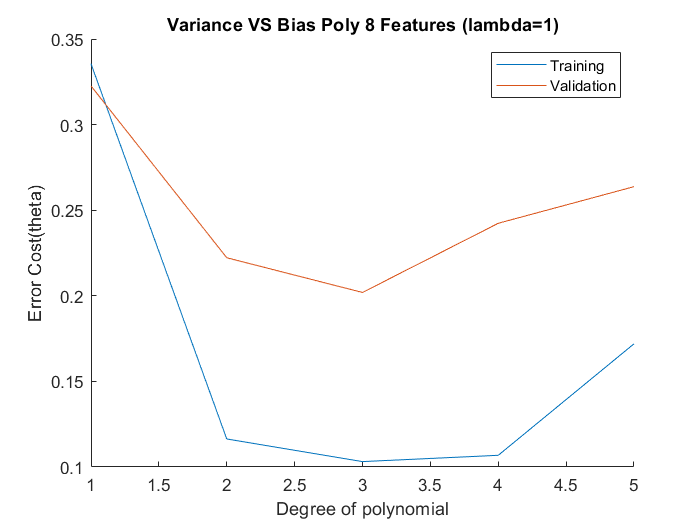 Variance VS Bias Poly 8 Features (lambda=1)
Training
Validation
0.35
0.3
0.25
0.2
0.15
0.1
Error Cost(theta)
1 1.5 2 2.5 3 3.5 4 4.5 5
Degree of polynomial